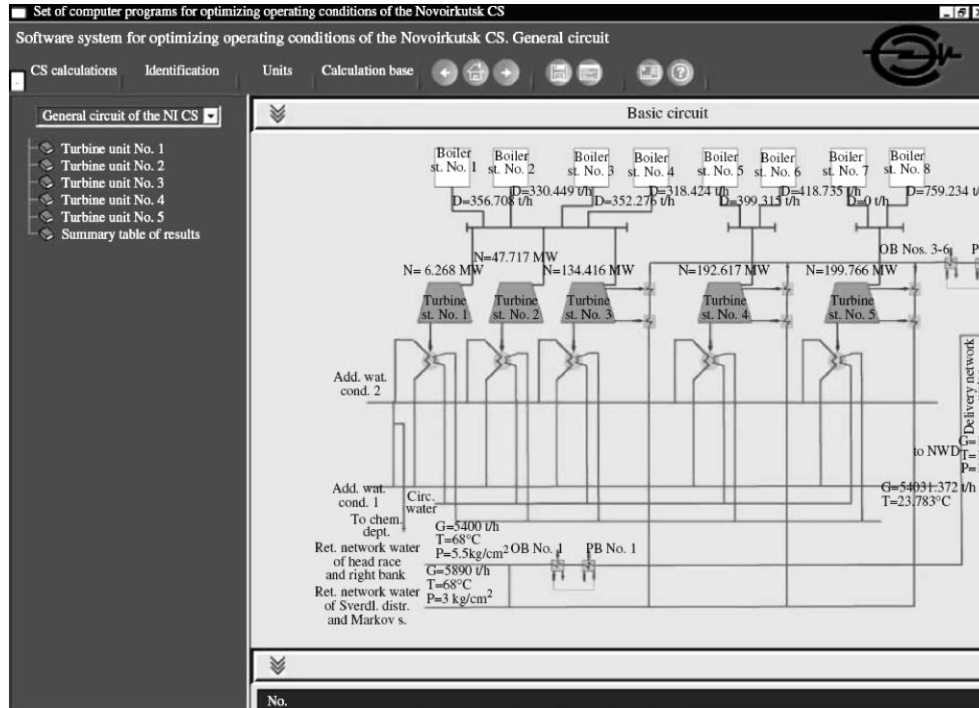 Set of computer programs for optimizing operating conditions of the Novoirkutsk CS
Software system for optimizing operating conditions of the Novoirkutsk CS. General circuit
CS calculations Identification Units Calculation base
General circuit of the NI CS
Turbine unit No. 1
Turbine unit No. 2
Turbine unit No. 3
Turbine unit No. 4
Turbine unit No. 5
Summary table of results
Basic circuit
Boiler st. No. 1
Boiler st. No. 2
Boiler st. No. 3
Boiler st. No. 4
Boiler st. No. 5
Boiler st. No. 6
Boiler st. No. 7
Boiler st. No. 8
D=330.449 t/h D=318.424 t/h D=418.735 t/h D=759.234 t/h
D=356.708 t/h D=352.276 t/h D=399.315 t/h D=0 t/h
OB Nos. 3-6
N=47.717 MW
N= 6.268 MW N=134.416 MW N=192.617 MW N=199.766 MW
Turbine st. No. 1
Turbine st. No. 2
Turbine st. No. 3
Turbine st. No. 4
Turbine st. No. 5
Add. wat.
cond. 2
Delivery network
G=
T=
P=
to NWD
G=54031.372 t/h
T=23.783°C
Add. wat.
cond. 1
Circ.
water
To chem.
dept.
G=5400 t/h
T=68°C
P=5.5kg/cm2
OB No. 1 PB No. 1
Ret. network water
of head race
and right bank
G=5890 t/h
T=68°C
P=3 kg/cm2
Ret. network water
of Sverdl. distr.
and Markov s.
No.